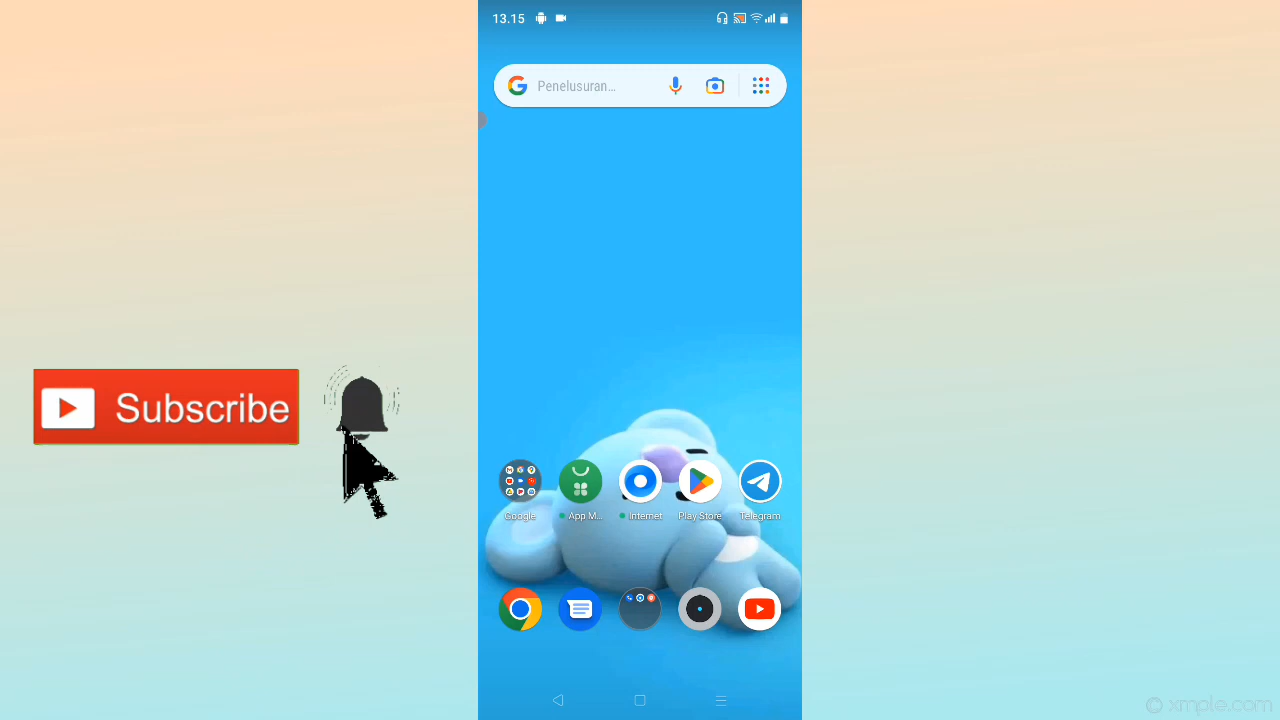 13.15
Penelusuran...
Subscribe
Google
App M...
Internet
Play Store
Telegram
xmple.com